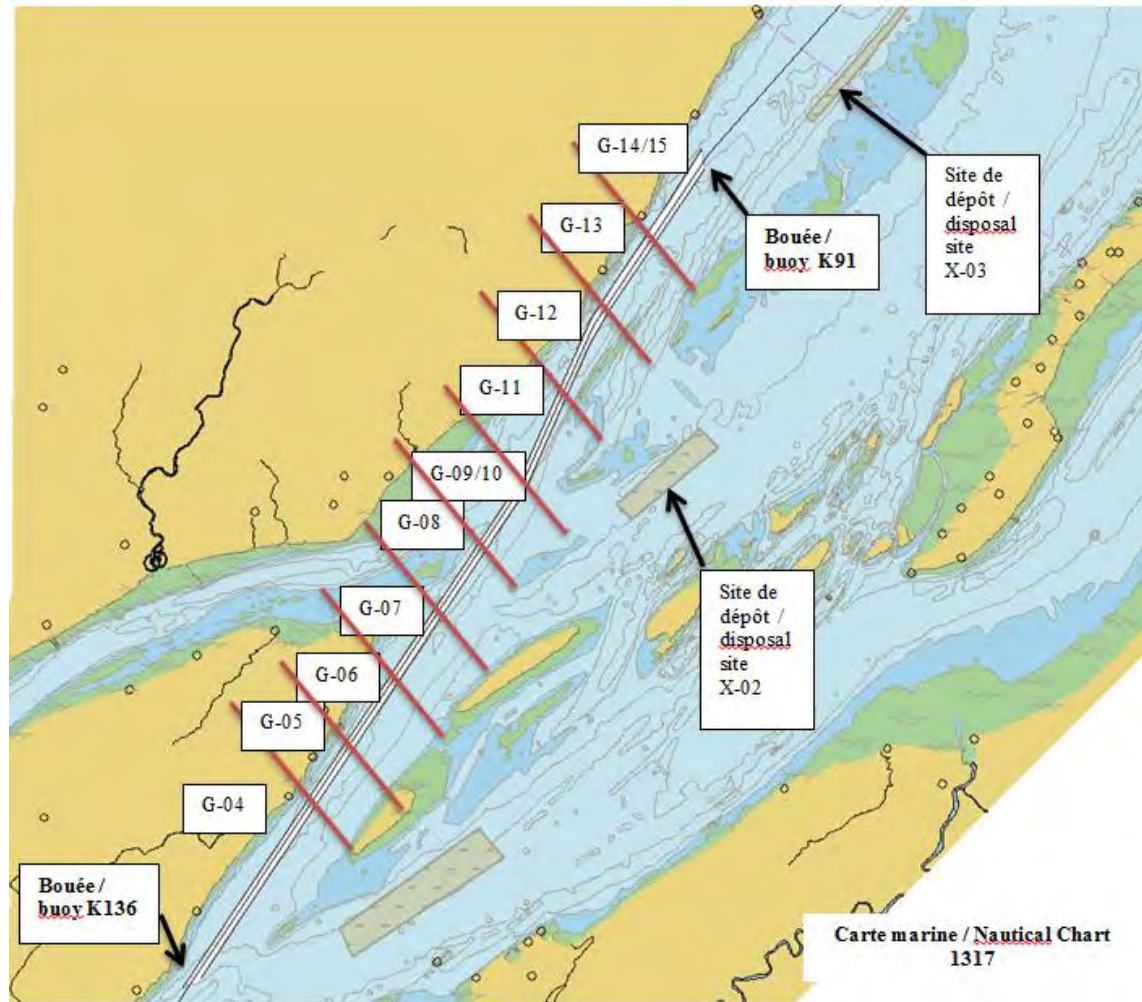 G-14/15
G-13
G-12
G-11
G-09/10
G-08
G-07
G-06
G-05
G-04
Bouée /
buoy K91
Site de
dépôt /
disposal
site
X-03
Site de
dépôt /
disposal
site
X-02
Bouée /
buoy K136
Carte marine / Nautical Chart
1317